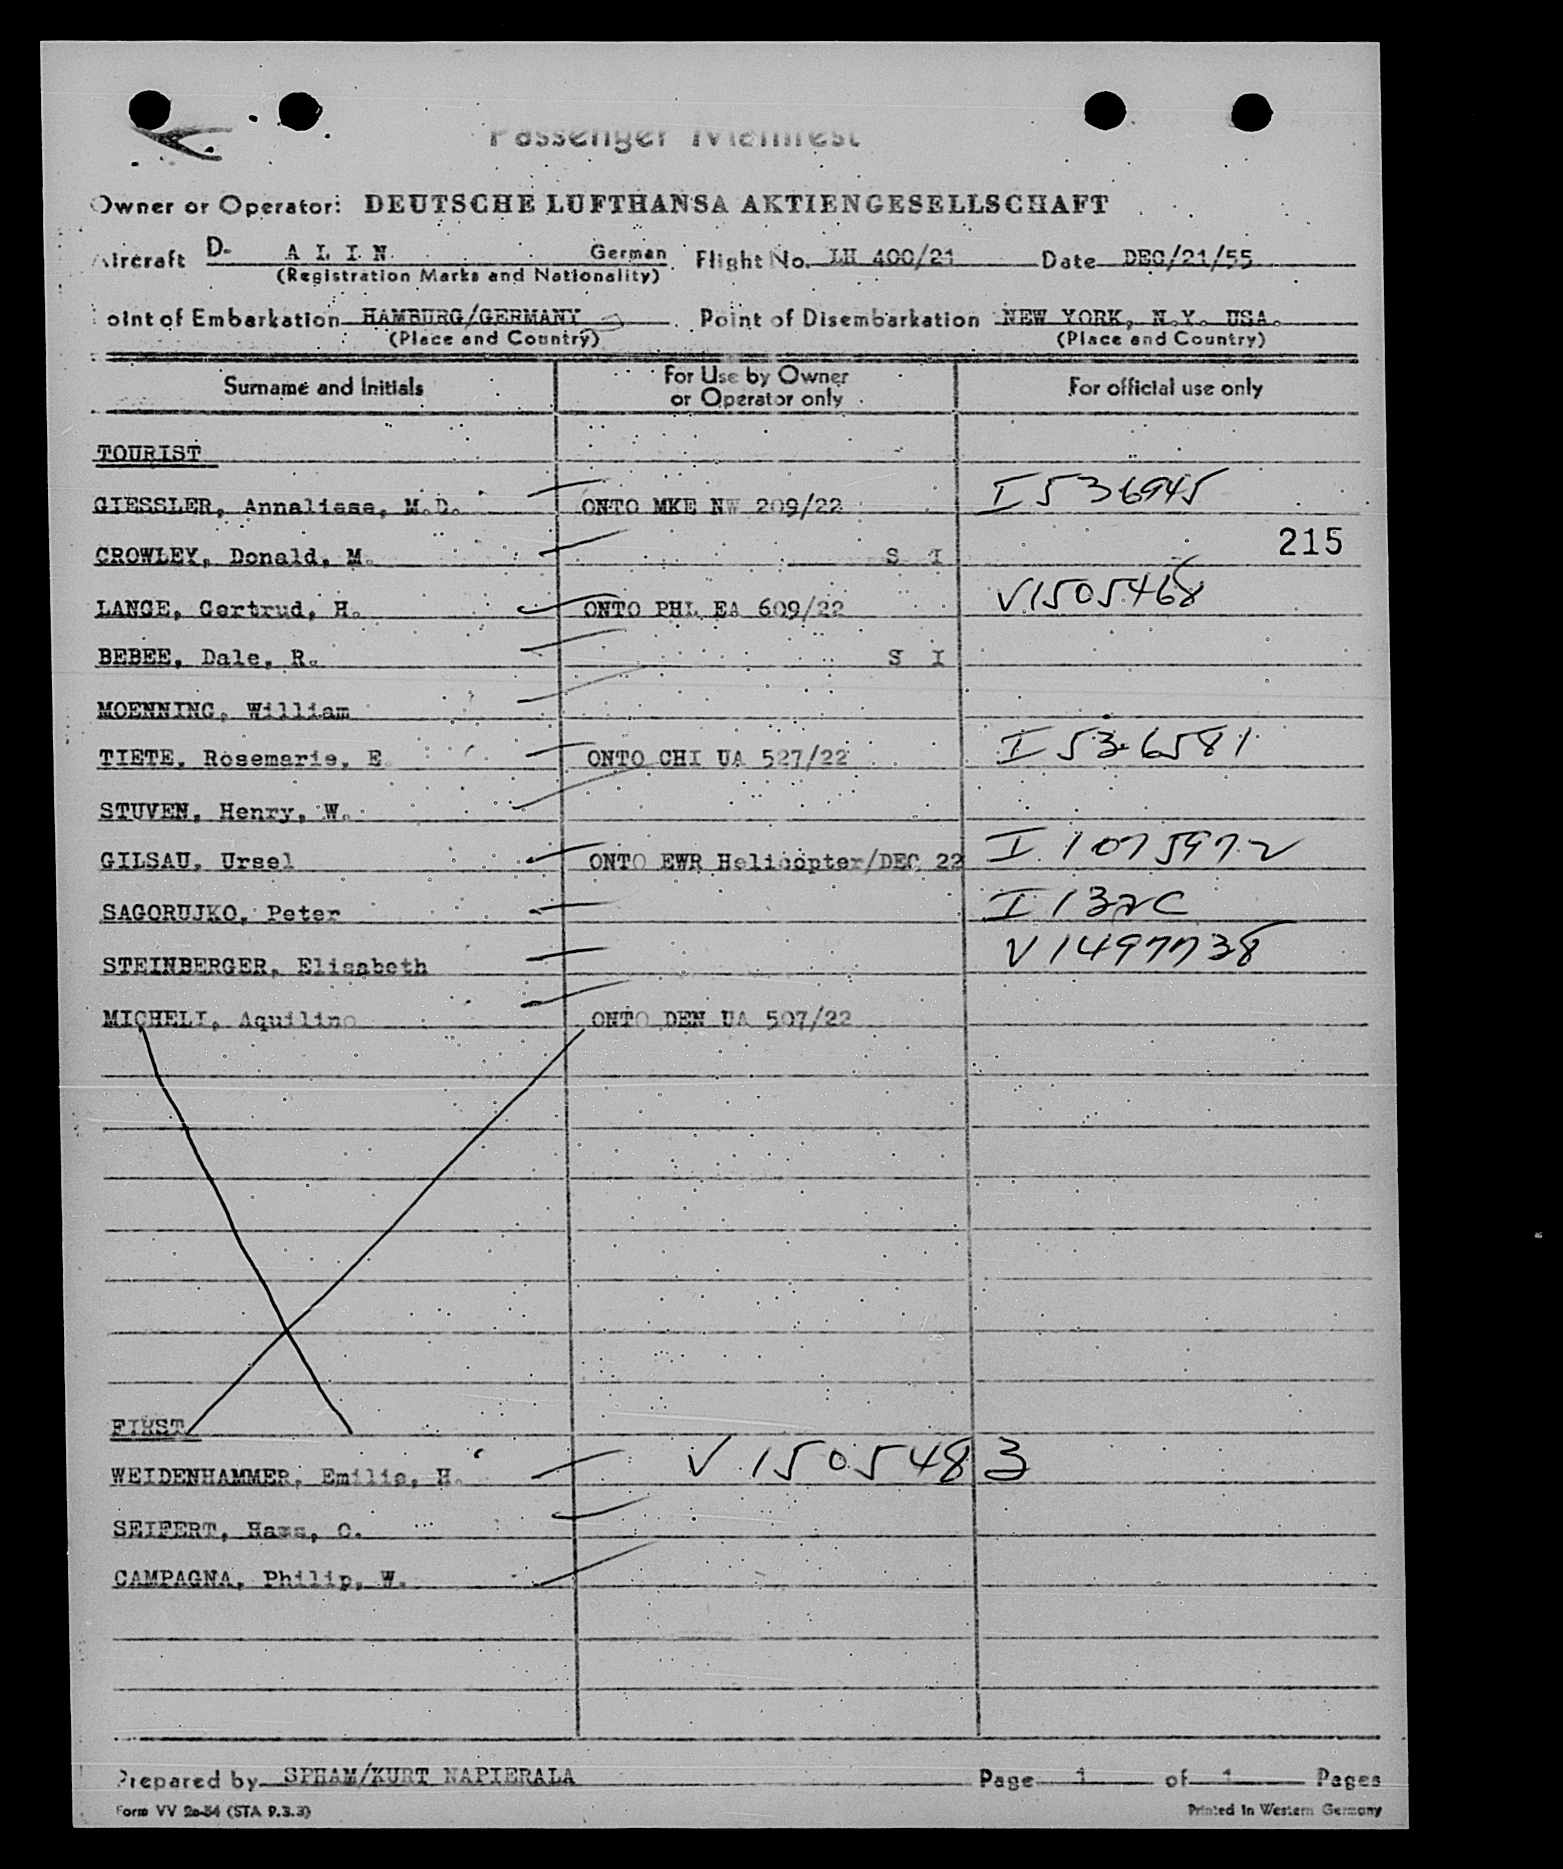 Passenger Manifest
Owner or Operator: DEUTSCHE LUFTHANSA AKTIENGESELLSCHAFT
Aircraft D- A L I N German Flight No. LH 400/21 Date DEC/21/55
(Registration Marks and Nationality)
Point of Embarkation HAMBURG/GERMANY Point of Disembarkation NEW YORK, N.Y. USA.
(Place and Country) (Place and Country)
Surname and Initials For Use by Owner or Operator only For official use only
TOURIST
GIESSLER, Annaliese, M.D. ONTO MKE NW 209/22 I 536945
CROWLEY, Donald, M. S I 215
LANGE, Gertrud, H. ONTO PHL EA 609/22 V1505468
BEBEE, Dale, R. S I
MOENNING, William
TIETE, Rosemarie, E ONTO CHI UA 527/22 I 536581
STUVEN, Henry, W.
GILSAU, Ursel ONTO EWR Helicopter/DEC 22 I 1075972
SAGORUJKO, Peter I 132C
STEINBERGER, Elisabeth V 1497738
MICHELI, Aquilino ONTO DEN UA 507/22
FIRST
WEIDENHAMMER, Emilie, H. V 1505483
SEIFERT, Hans, C.
CAMPAGNA, Philip, W.
Prepared by SPHAM/KURT NAPIERALA Page 1 of 1 Pages
Form VV 2e-54 (STA 9.3.3) Printed in Western Germany